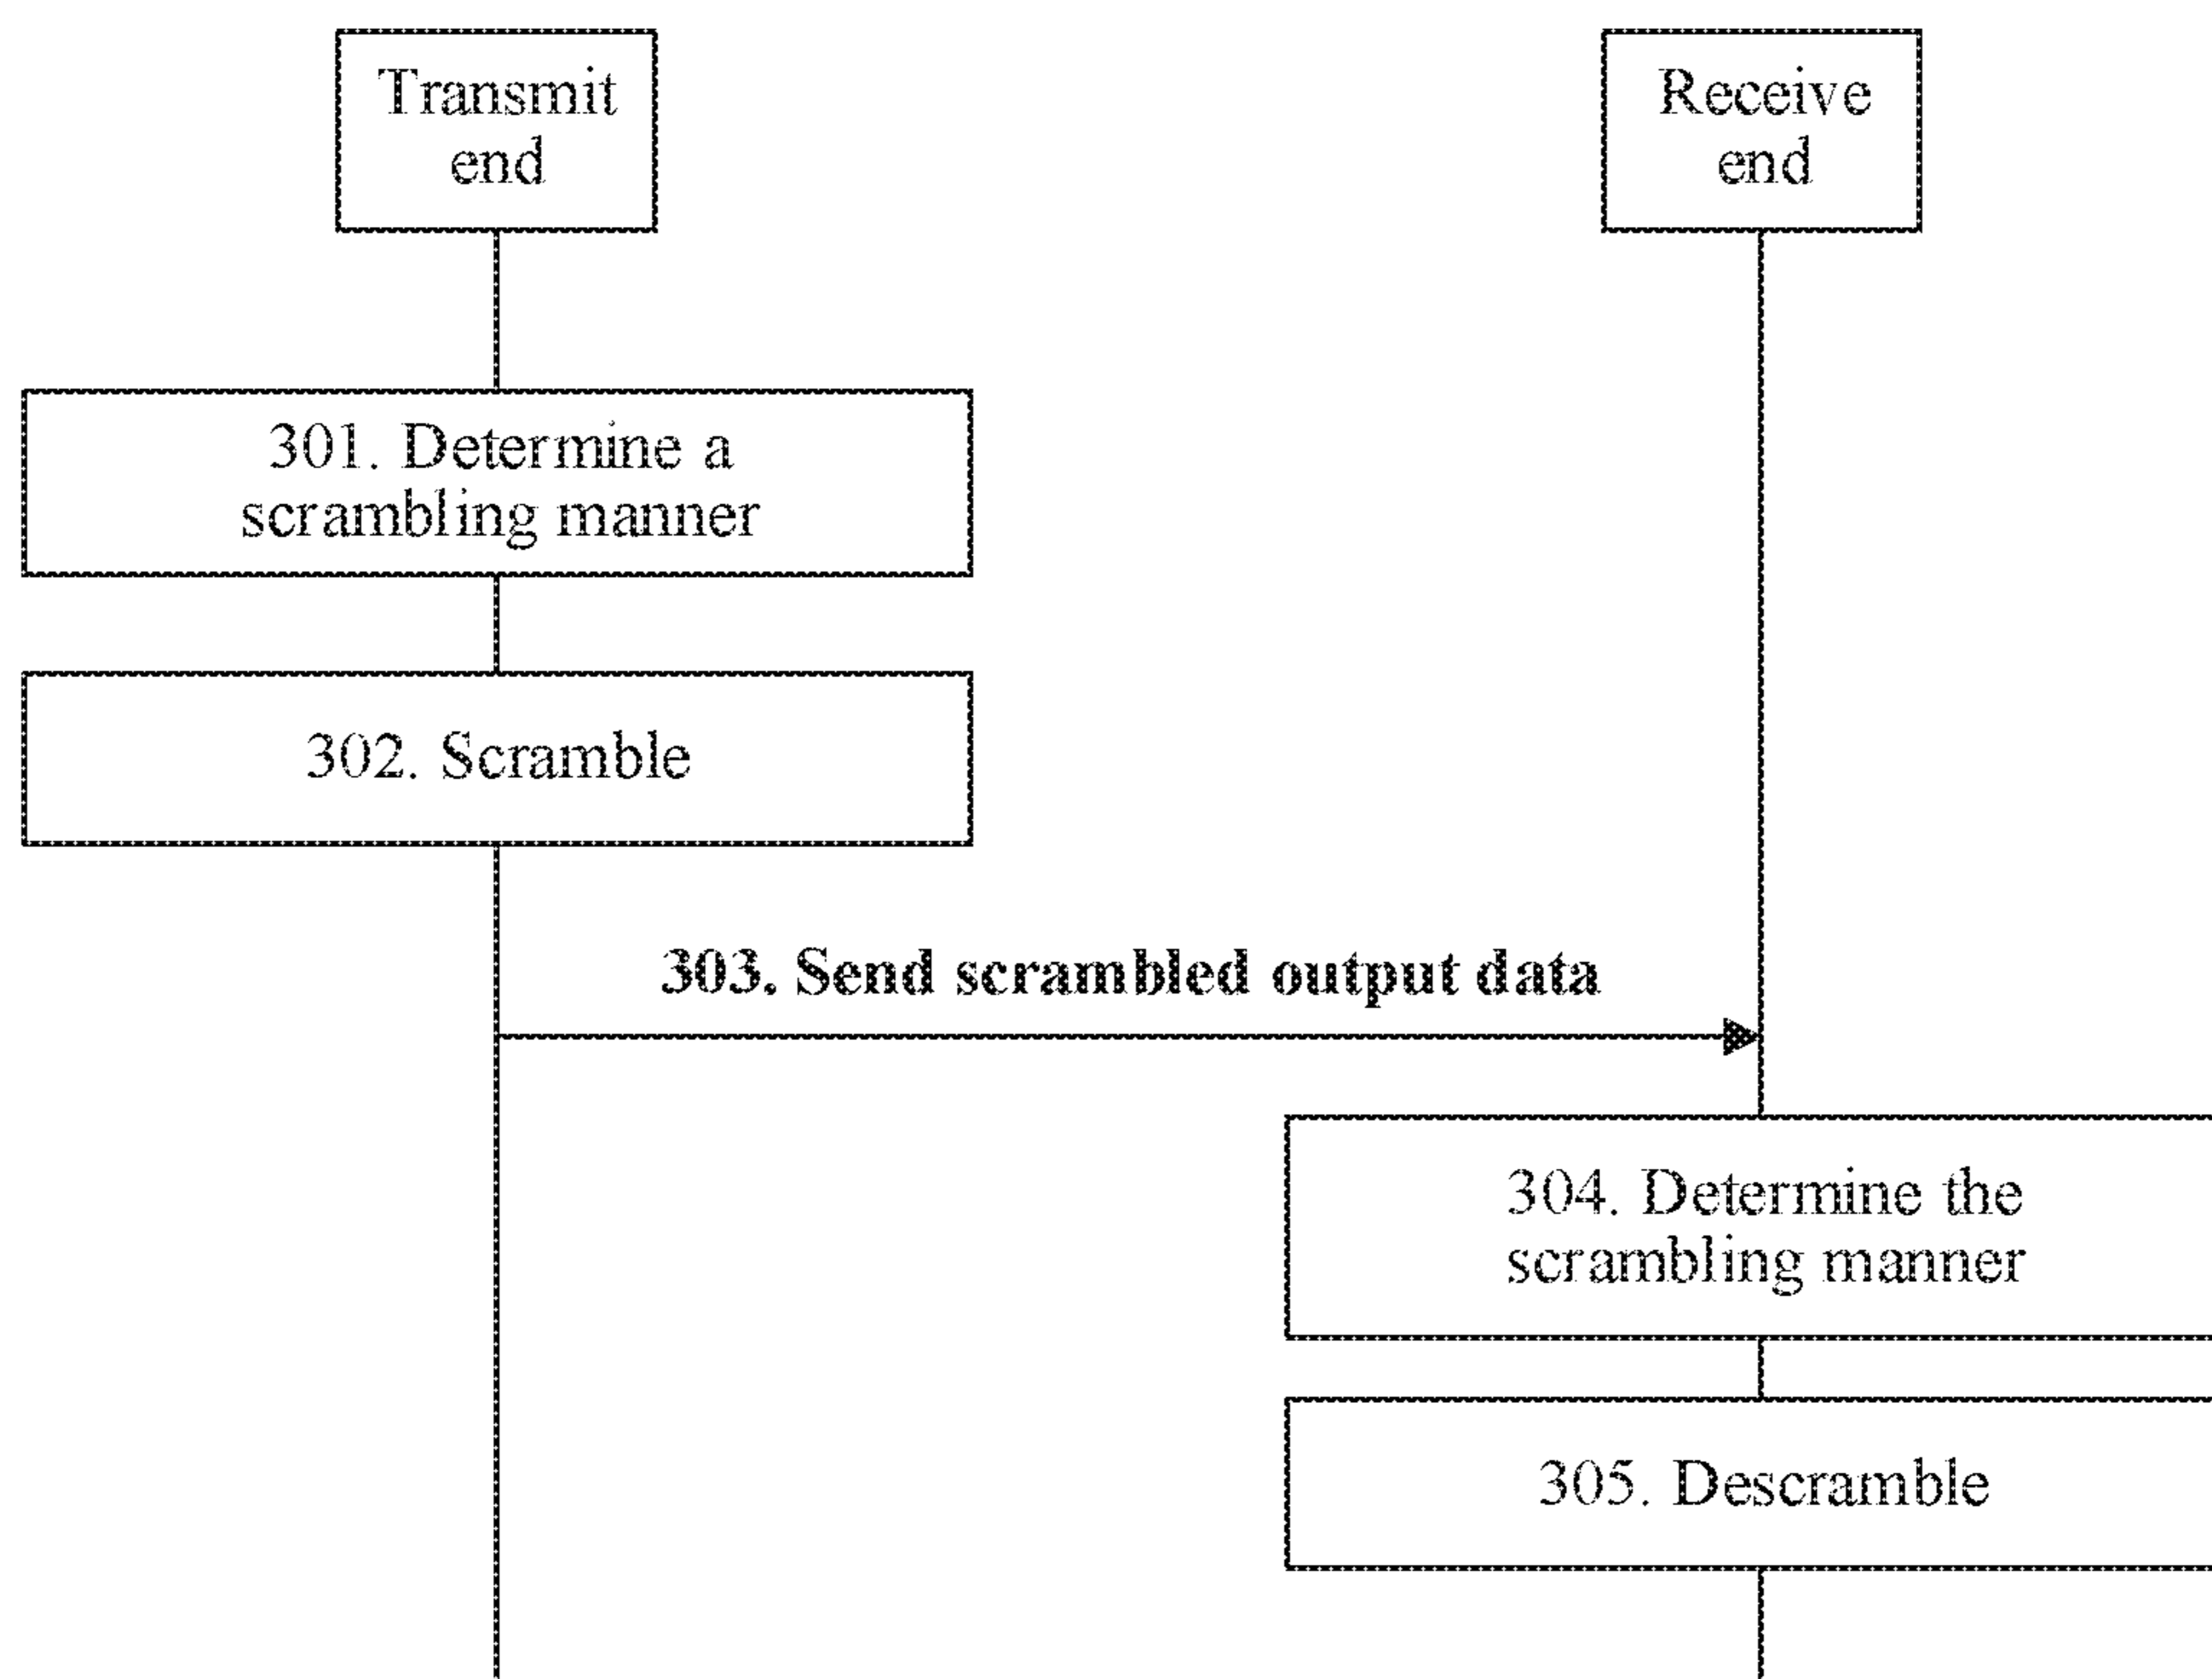 Transmit
end
Receive
end
301. Determine a
scrambling manner
302. Scramble
303. Send scrambled output data
304. Determine the
scrambling manner
305. Descramble